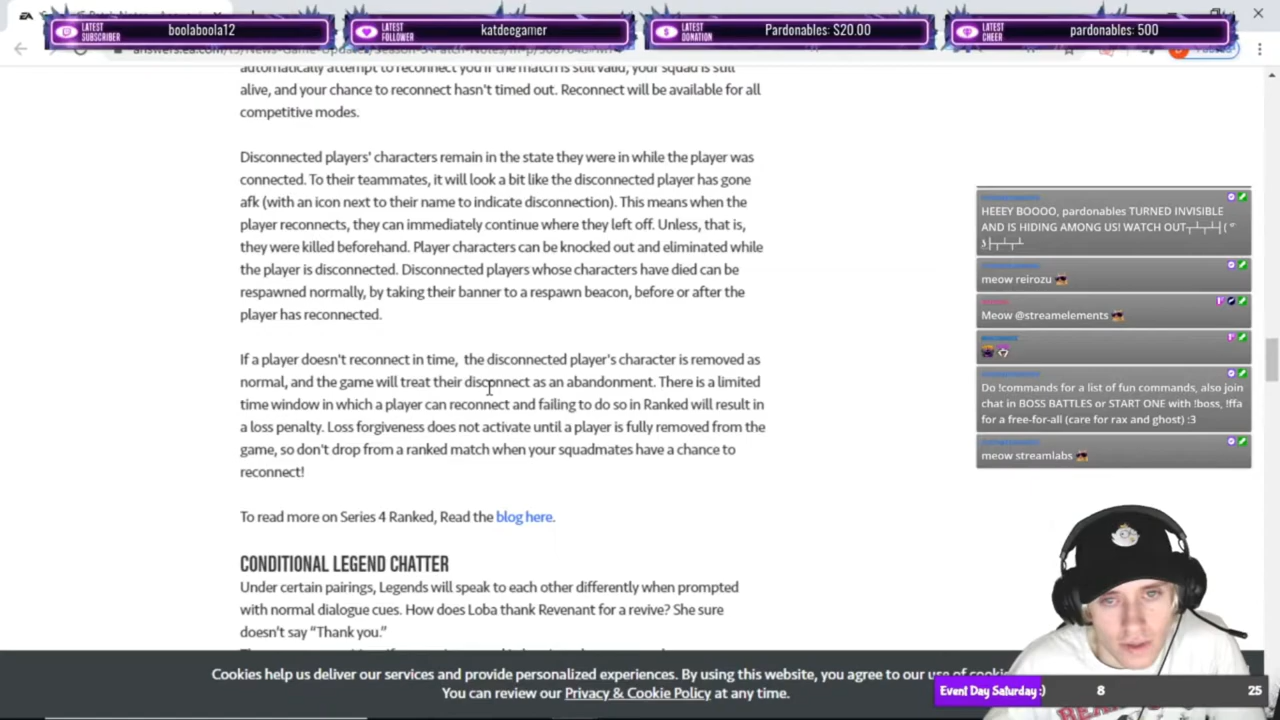 LATEST SUBSCRIBER
boolaboola12
LATEST FOLLOWER
katdeegamer
LATEST DONATION
Pardonables: $20.00
LATEST CHEER
pardonables: 500
automatically attempt to reconnect you if the match is still valid, your squad is still
alive, and your chance to reconnect hasn't timed out. Reconnect will be available for all
competitive modes.
Disconnected players' characters remain in the state they were in while the player was
connected. To their teammates, it will look a bit like the disconnected player has gone
afk (with an icon next to their name to indicate disconnection). This means when the
player reconnects, they can immediately continue where they left off. Unless, that is,
they were killed beforehand. Player characters can be knocked out and eliminated while
the player is disconnected. Disconnected players whose characters have died can be
respawned normally, by taking their banner to a respawn beacon, before or after the
player has reconnected.
If a player doesn't reconnect in time, the disconnected player's character is removed as
normal, and the game will treat their disconnect as an abandonment. There is a limited
time window in which a player can reconnect and failing to do so in Ranked will result in
a loss penalty. Loss forgiveness does not activate until a player is fully removed from the
game, so don't drop from a ranked match when your squadmates have a chance to
reconnect!
To read more on Series 4 Ranked, Read the blog here.
CONDITIONAL LEGEND CHATTER
Under certain pairings, Legends will speak to each other differently when prompted
with normal dialogue cues. How does Loba thank Revenant for a revive? She sure
doesn't say “Thank you.”
HEEEY BOOOO, pardonables TURNED INVISIBLE
AND IS HIDING AMONG US! WATCH OUT
meow reirozu
Meow @streamelements
Do !commands for a list of fun commands, also join
chat in BOSS BATTLES or START ONE with !boss, !ffa
for a free-for-all (care for rax and ghost) :3
meow streamlabs
Cookies help us deliver our services and provide personalized experiences. By using this website, you agree to our use of
You can review our Privacy & Cookie Policy at any time.
Event Day Saturday :)
8
25